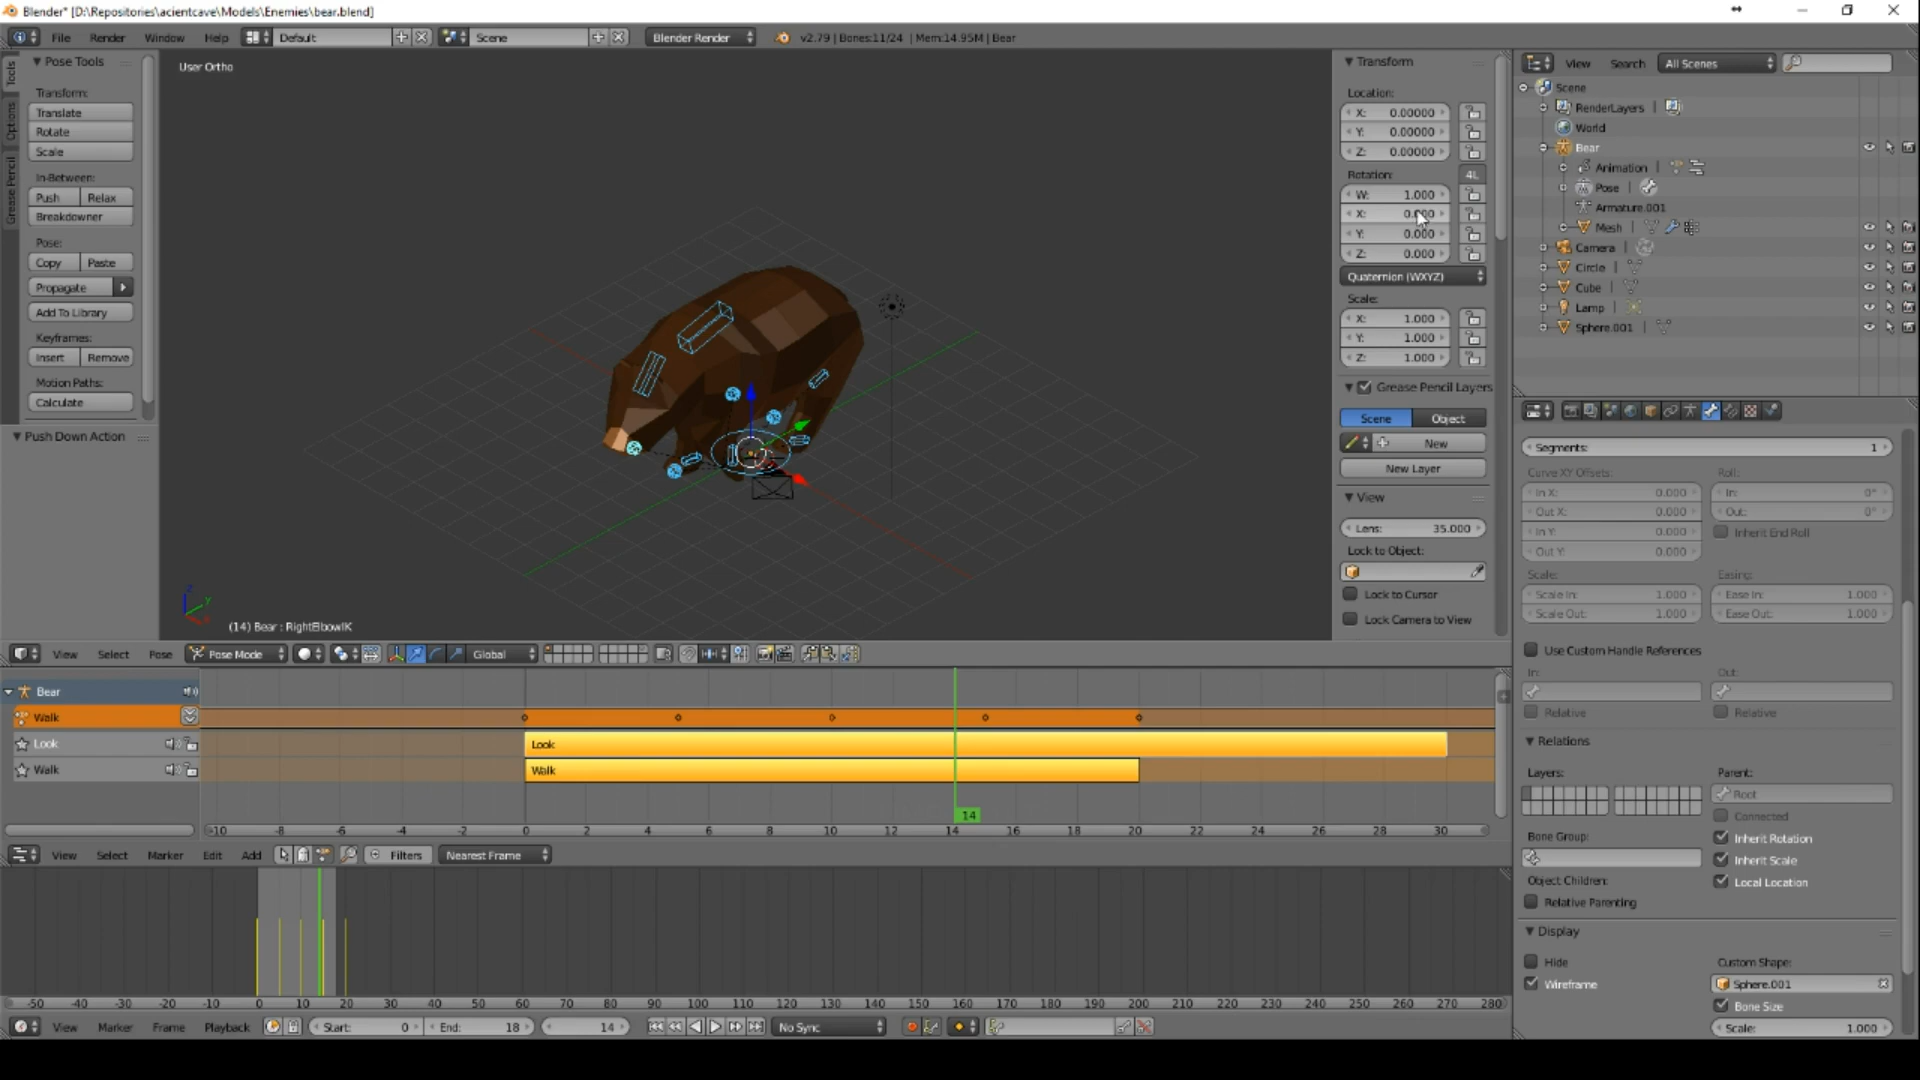 Blender* [D:\Repositories\acientcave\Models\Enemies\bear.blend]
File Render Window Help Default Scene Blender Render v2.79 | Bones:11/24 | Mem:14.95M | Bear
Tools
Options
Grease Pencil
Pose Tools
Transform:
Translate
Rotate
Scale
In-Between:
Push Relax
Breakdowner
Pose:
Copy Paste
Propagate
Add To Library
Keyframes:
Insert Remove
Motion Paths:
Calculate
Push Down Action
User Ortho
(14) Bear : RightElbowIK
Transform
Location:
X: 0.00000
Y: 0.00000
Z: 0.00000
Rotation: 4L
W: 1.000
X: 0.000
Y: 0.000
Z: 0.000
Quaternion (WXYZ)
Scale:
X: 1.000
Y: 1.000
Z: 1.000
Grease Pencil Layers
Scene Object
New
New Layer
View
Lens: 35.000
Lock to Object:
Lock to Cursor
Lock Camera to View
View Search All Scenes
Scene
RenderLayers |
World
Bear
Animation |
Pose |
Armature.001
Mesh |
Camera |
Circle |
Cube |
Lamp |
Sphere.001 |
Segments: 1
Curve XY Offsets: Roll:
In X: 0.000 In: 0°
Out X: 0.000 Out: 0°
In Y: 0.000 Inherit End Roll
Out Y: 0.000
Scale: Easing:
Scale In: 1.000 Ease In: 1.000
Scale Out: 1.000 Ease Out: 1.000
Use Custom Handle References
In: Out:
Relative Relative
Relations
Layers: Parent:
Root
Connected
Bone Group: Inherit Rotation
Inherit Scale
Object Children: Local Location
Relative Parenting
Display
Hide Custom Shape:
Wireframe Sphere.001
Bone Size
Scale: 1.000
View Select Pose Pose Mode Global
Bear
Walk
Look Look
Walk Walk
14
-10 -8 -6 -4 -2 0 2 4 6 8 10 12 14 16 18 20 22 24 26 28 30
View Select Marker Edit Add Filters Nearest Frame
-50 -40 -30 -20 -10 0 10 20 30 40 50 60 70 80 90 100 110 120 130 140 150 160 170 180 190 200 210 220 230 240 250 260 270 280
View Marker Frame Playback Start: 0 End: 18 14 No Sync